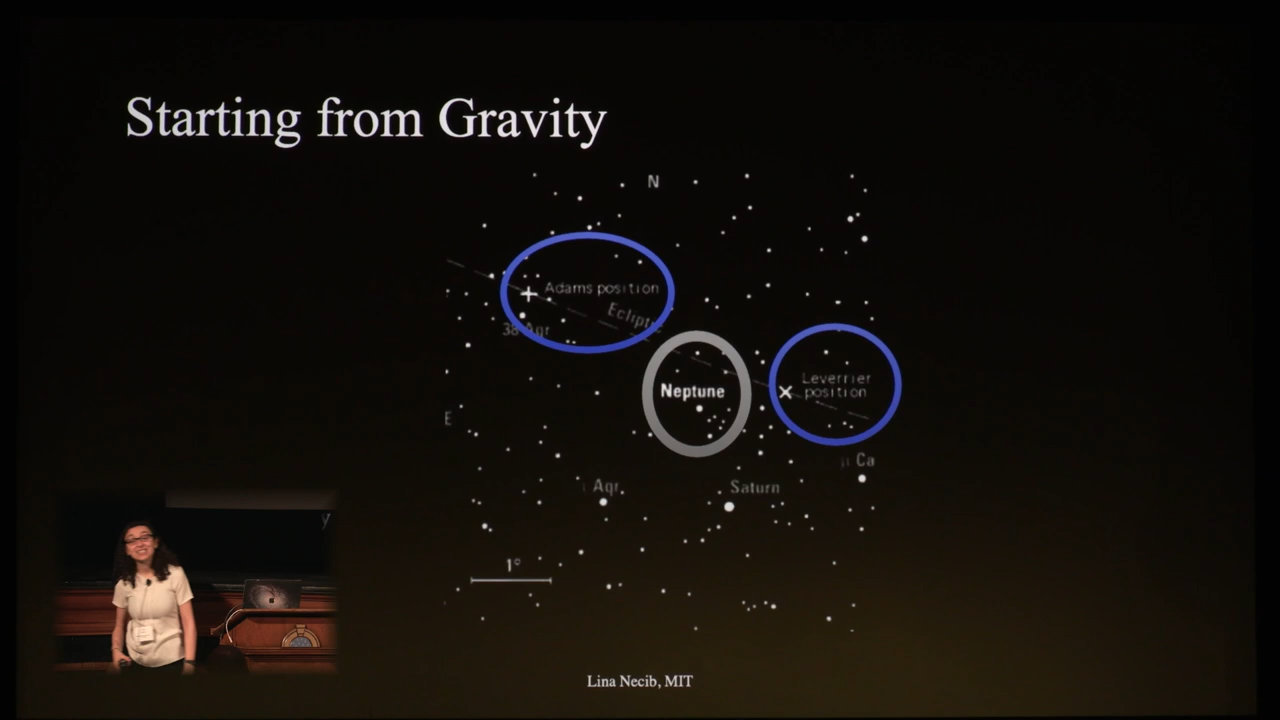 Starting from Gravity
N
Adams position
Ecliptic
38 Aqr
Neptune
Leverrier
position
E
Ca
Aqr
Saturn
1°
y
Lina Necib, MIT